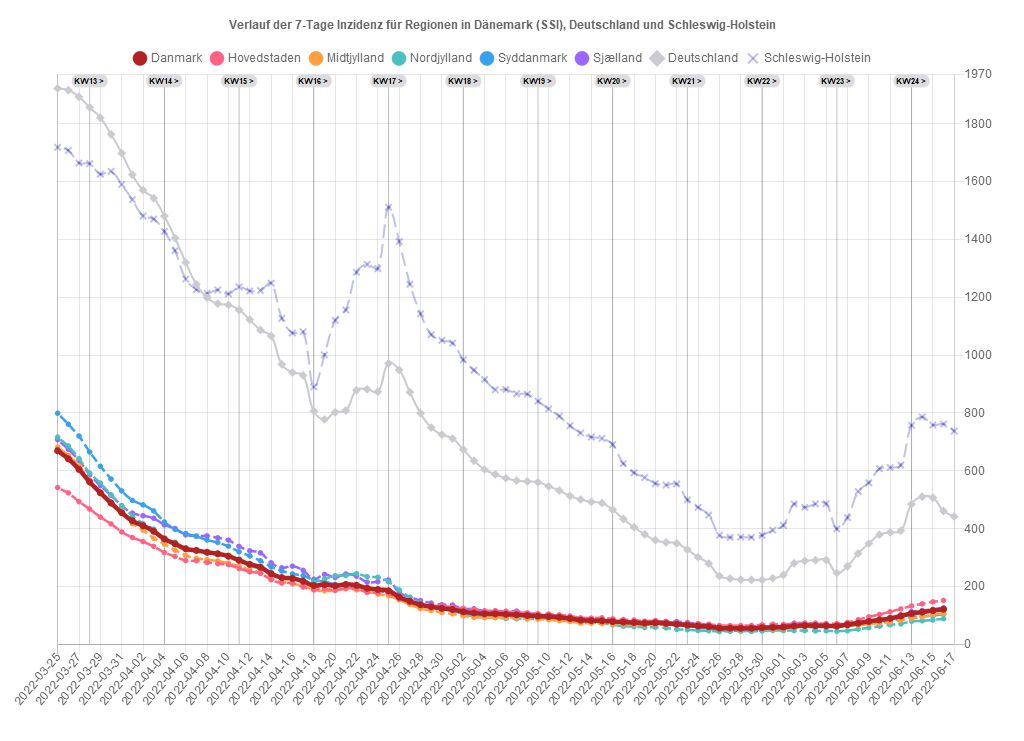 Verlauf der 7-Tage Inzidenz für Regionen in Dänemark (SSI), Deutschland und Schleswig-Holstein
Danmark Hovedstaden Midtjylland Nordjylland Syddanmark Sjælland Deutschland Schleswig-Holstein
KW13 > KW14 > KW15 > KW16 > KW17 > KW18 > KW19 > KW20 > KW21 > KW22 > KW23 > KW24 >
1970
1800
1600
1400
1200
1000
800
600
400
200
0
2022-03-25 2022-03-27 2022-03-29 2022-03-31 2022-04-02 2022-04-04 2022-04-06 2022-04-08 2022-04-10 2022-04-12 2022-04-14 2022-04-16 2022-04-18 2022-04-20 2022-04-22 2022-04-24 2022-04-26 2022-04-28 2022-04-30 2022-05-02 2022-05-04 2022-05-06 2022-05-08 2022-05-10 2022-05-12 2022-05-14 2022-05-16 2022-05-18 2022-05-20 2022-05-22 2022-05-24 2022-05-26 2022-05-28 2022-05-30 2022-06-01 2022-06-03 2022-06-05 2022-06-07 2022-06-09 2022-06-11 2022-06-13 2022-06-15 2022-06-17